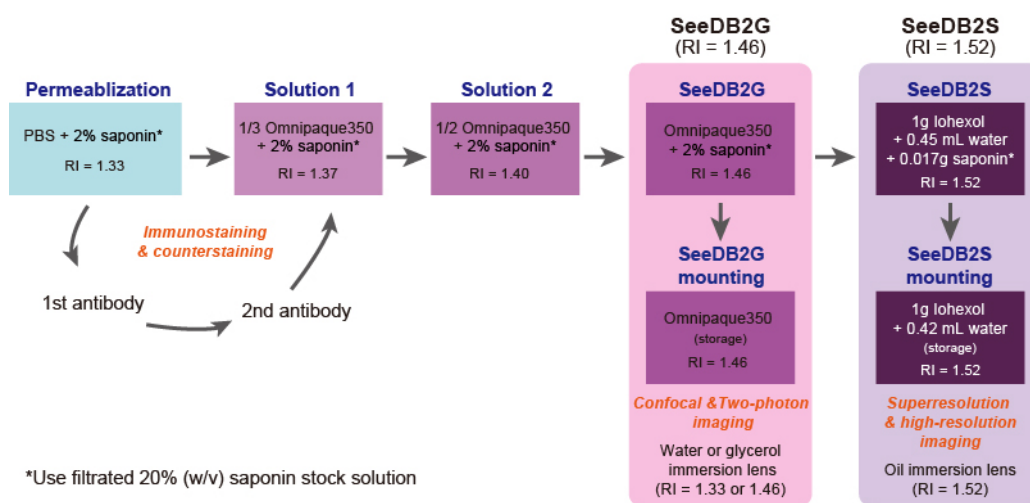 SeeDB2G
(RI = 1.46)
SeeDB2S
(RI = 1.52)
Permeablization
PBS + 2% saponin*
RI = 1.33
Solution 1
1/3 Omnipaque350
+ 2% saponin*
RI = 1.37
Solution 2
1/2 Omnipaque350
+ 2% saponin*
RI = 1.40
SeeDB2G
Omnipaque350
+ 2% saponin*
RI = 1.46
SeeDB2S
1g Iohexol
+ 0.45 mL water
+ 0.017g saponin*
RI = 1.52
Immunostaining
& counterstaining
1st antibody
2nd antibody
SeeDB2G
mounting
Omnipaque350
(storage)
RI = 1.46
Confocal &Two-photon
imaging
Water or glycerol
immersion lens
(RI = 1.33 or 1.46)
SeeDB2S
mounting
1g Iohexol
+ 0.42 mL water
(storage)
RI = 1.52
Superresolution
& high-resolution
imaging
Oil immersion lens
(RI = 1.52)
*Use filtrated 20% (w/v) saponin stock solution